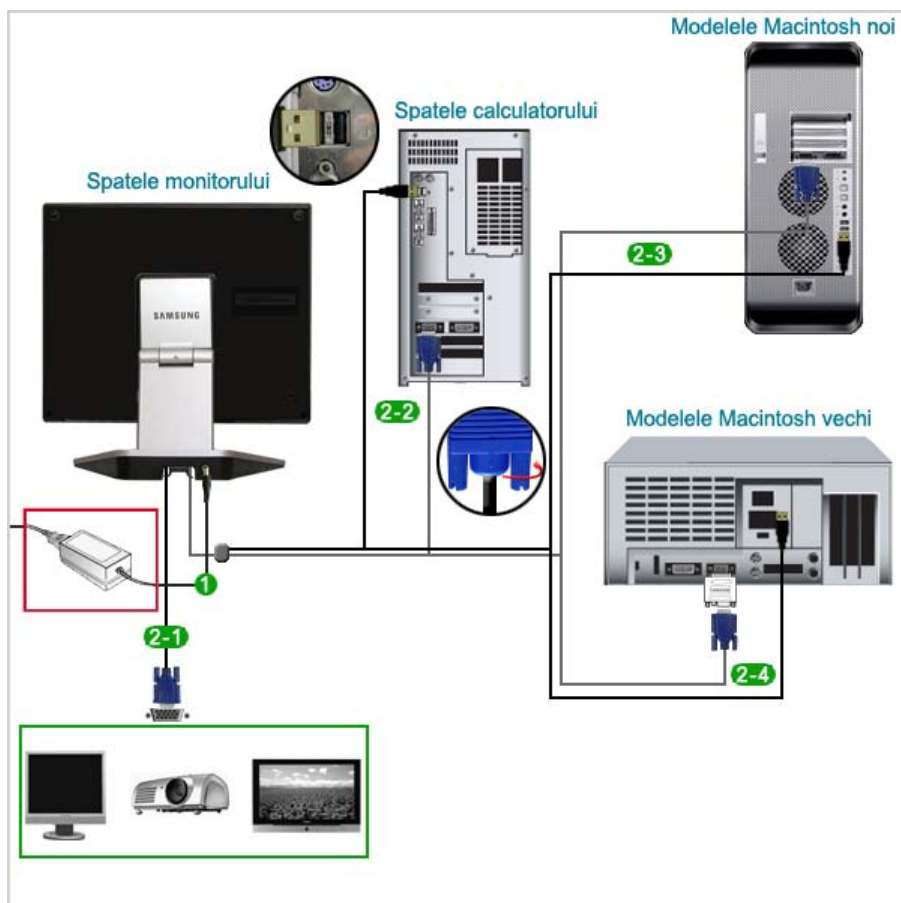 Modelele Macintosh noi
Spatele calculatorului
Spatele monitorului
SAMSUNG
2-3
2-2
Modelele Macintosh vechi
1
2-1
2-4